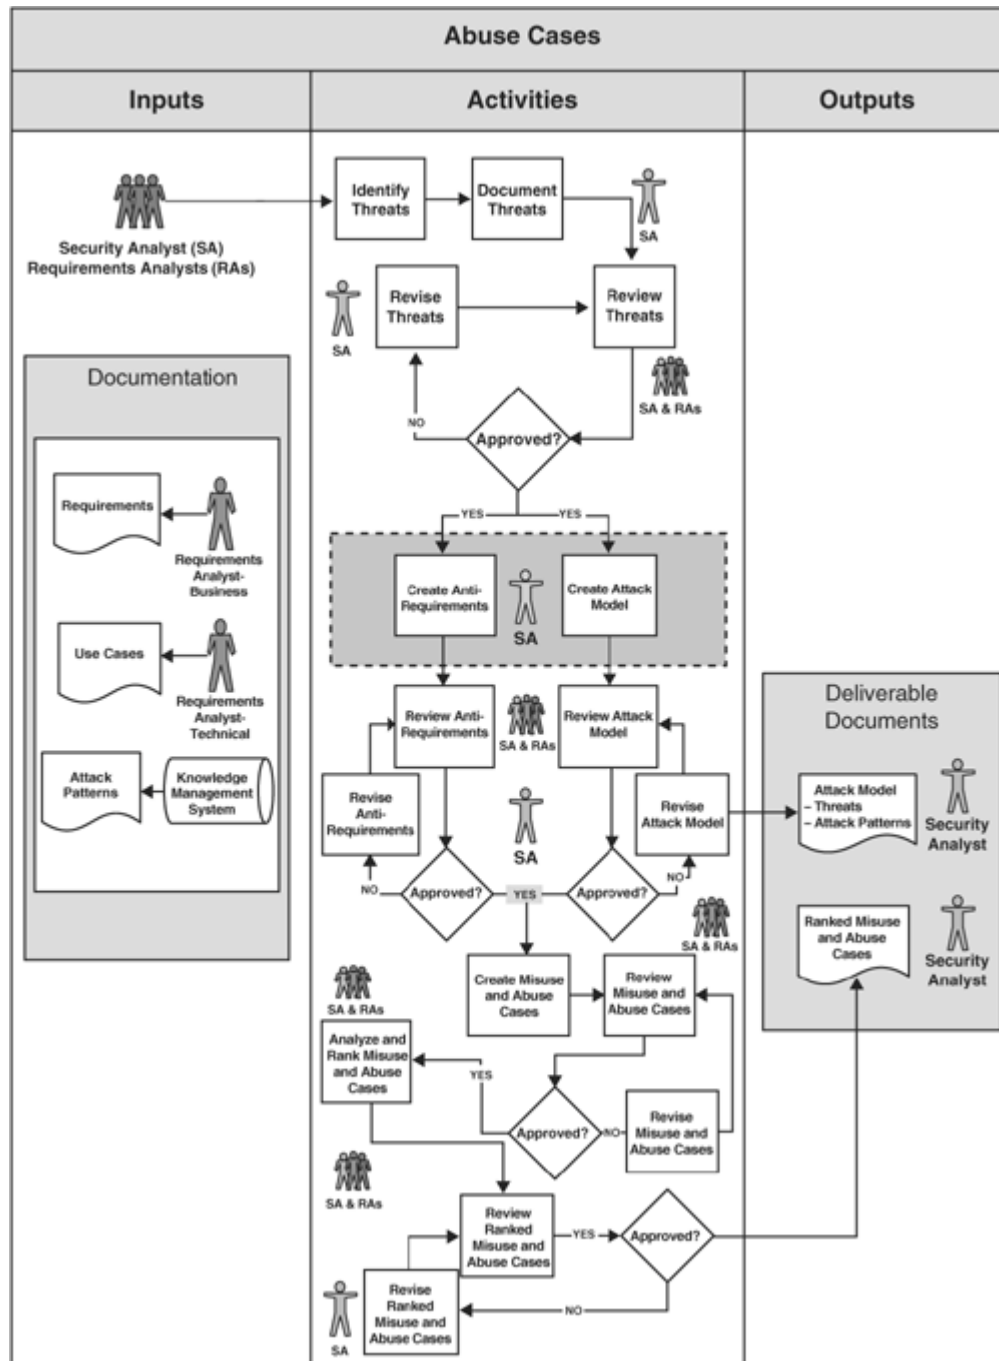 Abuse Cases
Inputs
Activities
Outputs
Security Analyst (SA)
Requirements Analysts (RAs)
Identify
Threats
Document
Threats
SA
Revise
Threats
SA
Review
Threats
SA & RAs
NO
Approved?
YES
YES
Documentation
Requirements
Requirements
Analyst-
Business
Use Cases
Requirements
Analyst-
Technical
Attack
Patterns
Knowledge
Management
System
Create Anti-
Requirements
SA
Create Attack
Model
Review Anti-
Requirements
SA & RAs
Review Attack
Model
Revise
Anti-
Requirements
SA
Revise
Attack Model
NO
Approved?
YES
Approved?
NO
SA & RAs
Create Misuse
and Abuse
Cases
Review
Misuse and
Abuse Cases
SA & RAs
Analyze and
Rank Misuse
and Abuse
Cases
YES
Approved?
NO
Revise
Misuse and
Abuse Cases
SA & RAs
Review
Ranked
Misuse and
Abuse Cases
YES
Approved?
NO
Revise
Ranked
Misuse and
Abuse Cases
SA
Deliverable
Documents
Attack Model
– Threats
– Attack Patterns
Security
Analyst
Ranked Misuse
and Abuse
Cases
Security
Analyst